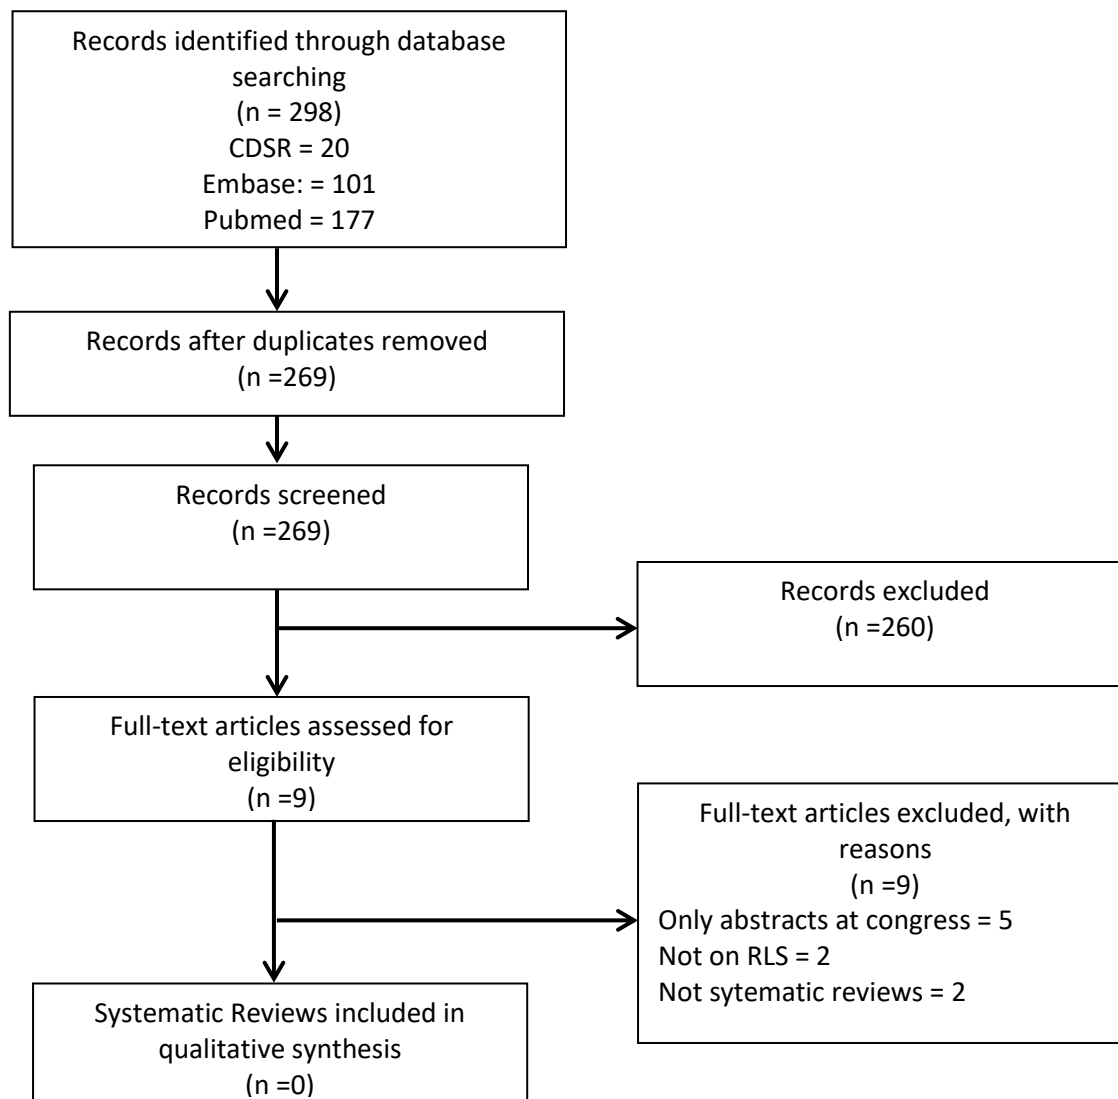 Records identified through database
searching
(n = 298)
CDSR = 20
Embase: = 101
Pubmed = 177
Records after duplicates removed
(n =269)
Records screened
(n =269)
Records excluded
(n =260)
Full-text articles assessed for
eligibility
(n =9)
Full-text articles excluded, with
reasons
(n =9)
Only abstracts at congress = 5
Not on RLS = 2
Not sytematic reviews = 2
Systematic Reviews included in
qualitative synthesis
(n =0)